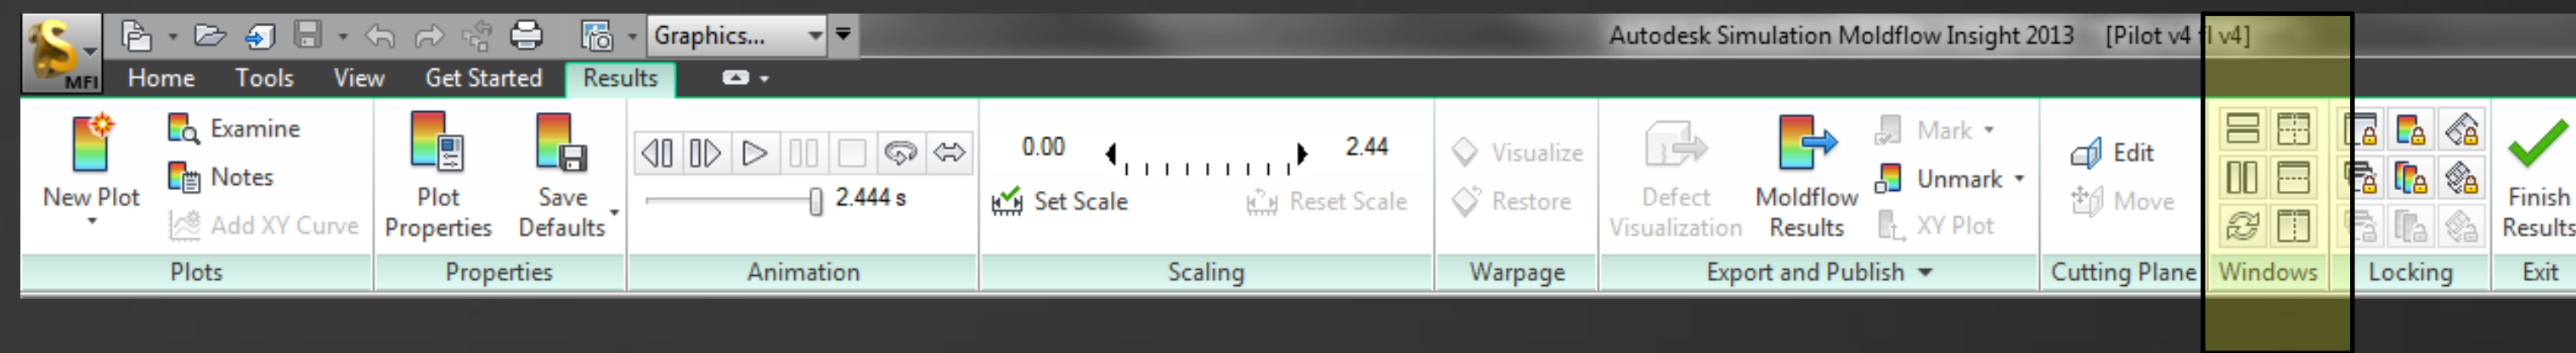 Graphics...
Autodesk Simulation Moldflow Insight 2013 [Pilot v4 fl v4]
MFI
Home Tools View Get Started Results
New Plot
Examine
Notes
Add XY Curve
Plots
Plot
Properties
Save
Defaults
Properties
2.444 s
Animation
0.00 2.44
Set Scale Reset Scale
Scaling
Visualize
Restore
Warpage
Defect
Visualization
Moldflow
Results
Mark
Unmark
XY Plot
Export and Publish
Edit
Move
Cutting Plane
Windows
Locking
Finish
Results
Exit